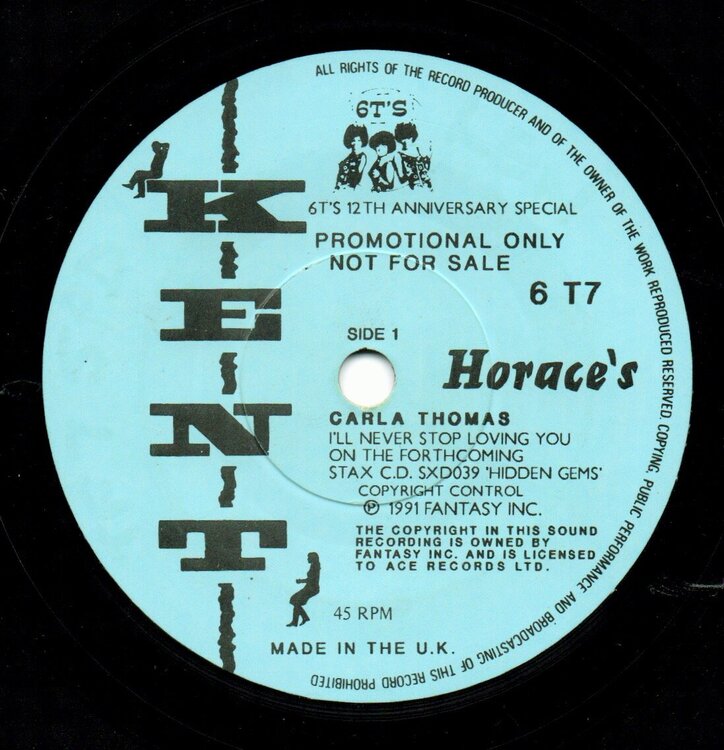 ALL RIGHTS OF THE RECORD PRODUCER AND OF THE OWNER OF THE WORK REPRODUCED RESERVED. COPYING, PUBLIC PERFORMANCE AND BROADCASTING OF THIS RECORD PROHIBITED
6T'S
6T'S 12TH ANNIVERSARY SPECIAL
PROMOTIONAL ONLY
NOT FOR SALE
6 T7
KENT
SIDE 1
Horace's
CARLA THOMAS
I'LL NEVER STOP LOVING YOU
ON THE FORTHCOMING
STAX C.D. SXD039 'HIDDEN GEMS'
COPYRIGHT CONTROL
℗ 1991 FANTASY INC.
THE COPYRIGHT IN THIS SOUND
RECORDING IS OWNED BY
FANTASY INC. AND IS LICENSED
TO ACE RECORDS LTD.
45 RPM
MADE IN THE U.K.